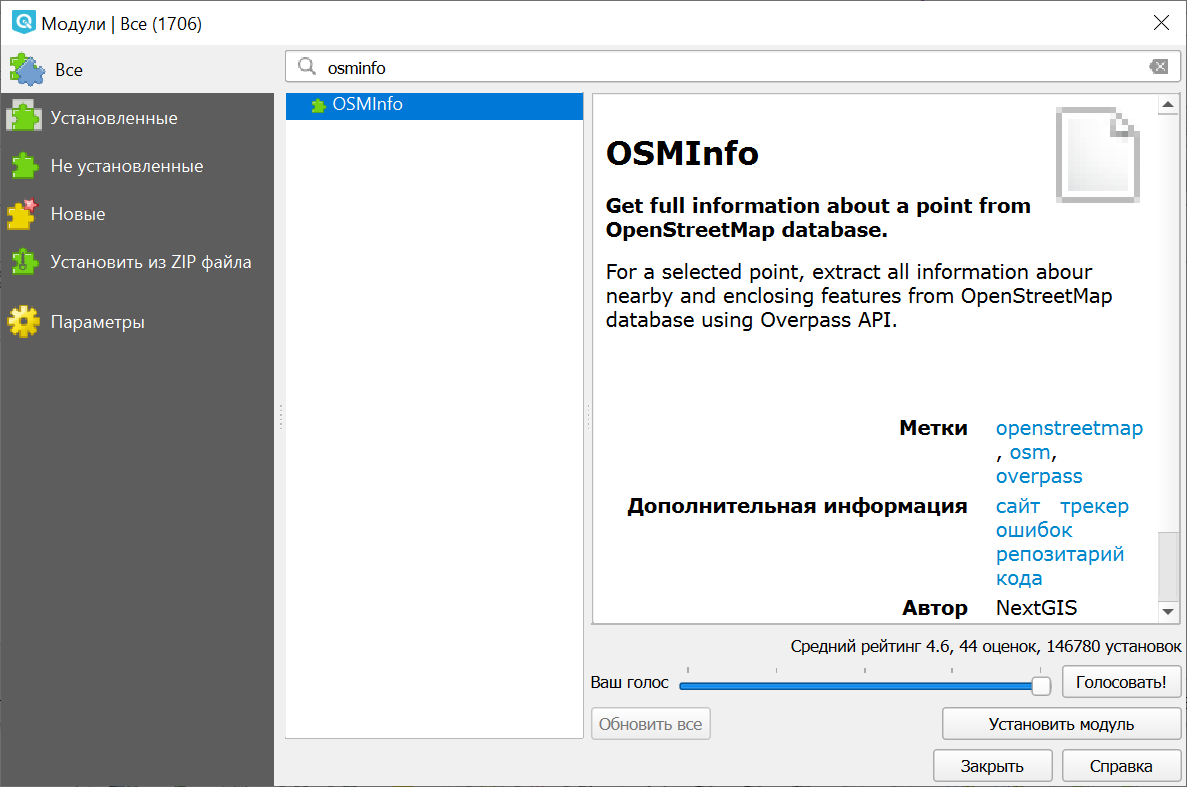 Модули | Все (1706)
Все
Установленные
Не установленные
Новые
Установить из ZIP файла
Параметры
osminfo
OSMInfo
OSMInfo
Get full information about a point from
OpenStreetMap database.
For a selected point, extract all information abour
nearby and enclosing features from OpenStreetMap
database using Overpass API.
Метки openstreetmap
, osm,
overpass
Дополнительная информация сайт трекер
ошибок
репозитарий
кода
Автор NextGIS
Средний рейтинг 4.6, 44 оценок, 146780 установок
Ваш голос Голосовать!
Обновить все Установить модуль
Закрыть Справка